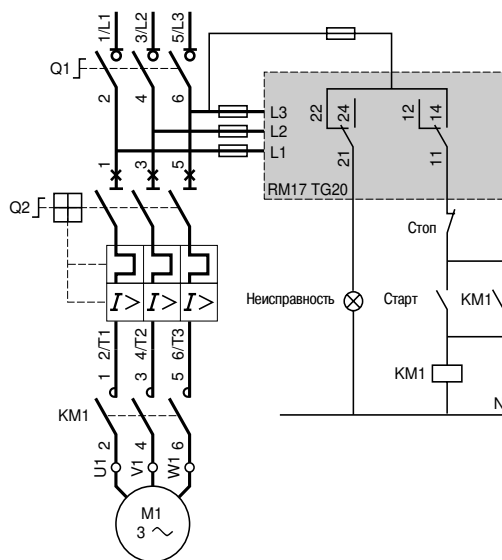 1/L1 3/L2 5/L3
Q1
2 4 6
L3
L2
L1
22 24
12 14
21
11
RM17 TG20
1 3 5
Q2
I> I> I>
Стоп
Неисправность
Старт
KM1
2/T1 4/T2 6/T3
1 3 5
KM1
KM1
N
2 4 6
U1 V1 W1
M1
3 ~